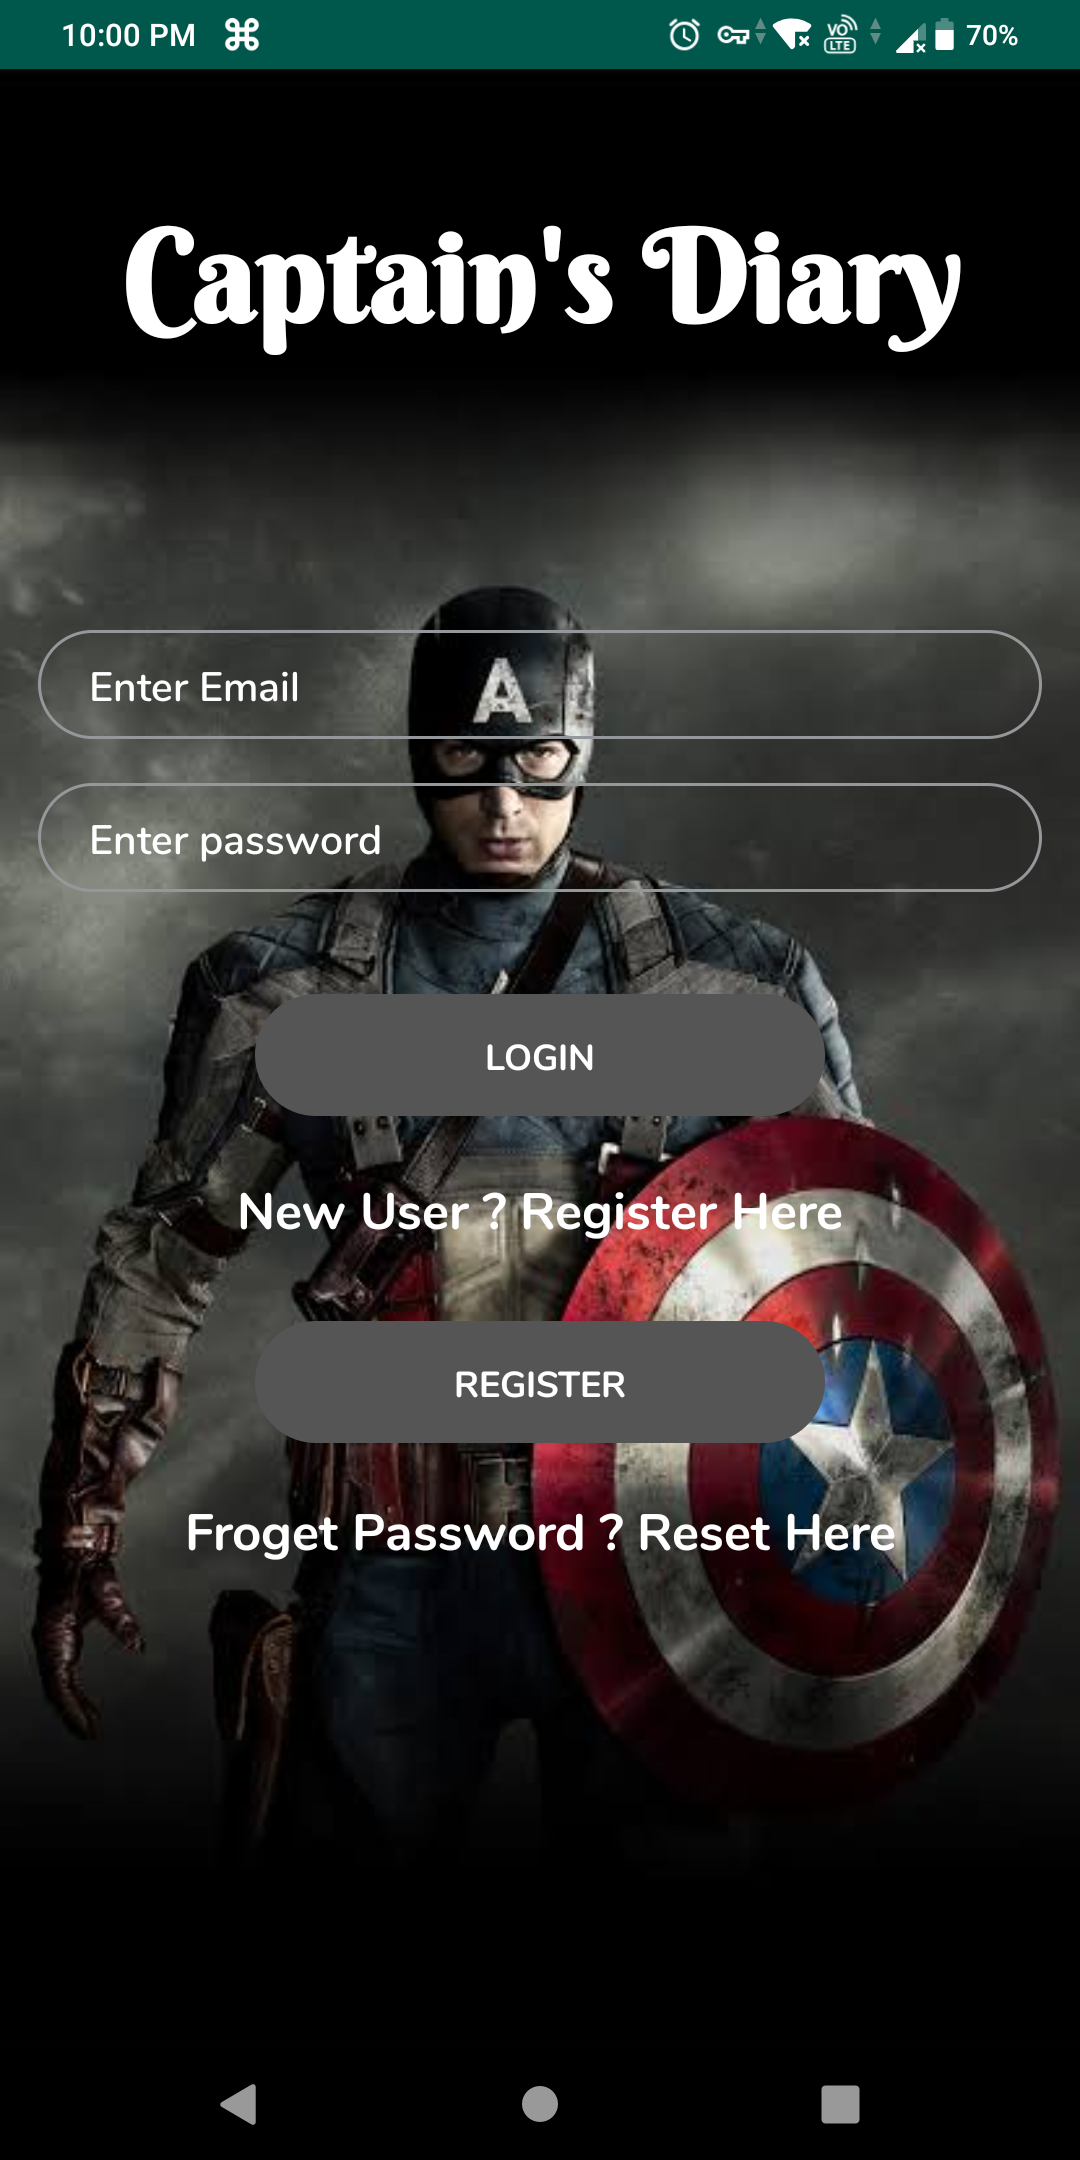 10:00 PM
VO LTE
70%
Captain's Diary
A
Enter Email
Enter password
LOGIN
New User ? Register Here
REGISTER
Froget Password ? Reset Here